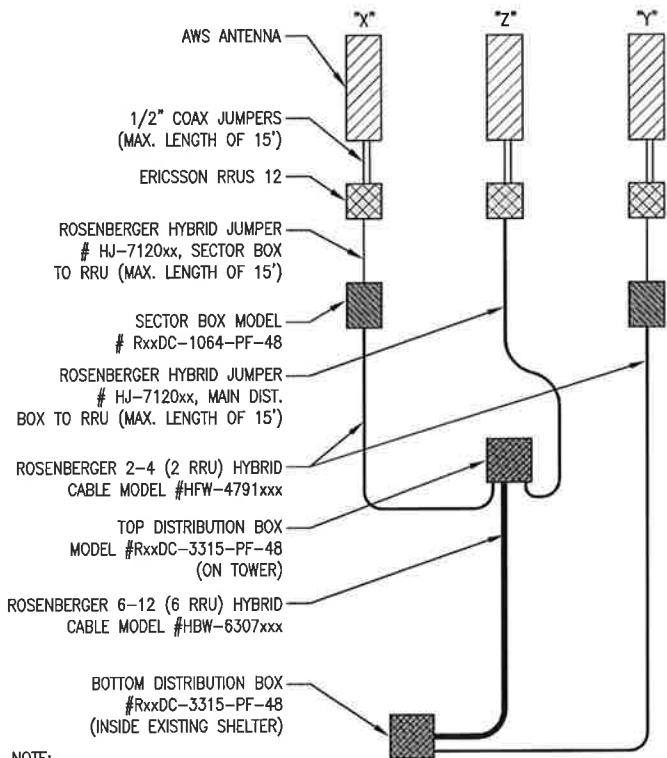 "X"
"Z"
"Y"
AWS ANTENNA
1/2" COAX JUMPERS
(MAX. LENGTH OF 15')
ERICSSON RRUS 12
ROSENBERGER HYBRID JUMPER
# HJ-7120xx, SECTOR BOX
TO RRU (MAX. LENGTH OF 15')
SECTOR BOX MODEL
# RxxDC-1064-PF-48
ROSENBERGER HYBRID JUMPER
# HJ-7120xx, MAIN DIST.
BOX TO RRU (MAX. LENGTH OF 15')
ROSENBERGER 2-4 (2 RRU) HYBRID
CABLE MODEL #HFW-4791xxx
TOP DISTRIBUTION BOX
MODEL #RxxDC-3315-PF-48
(ON TOWER)
ROSENBERGER 6-12 (6 RRU) HYBRID
CABLE MODEL #HBW-6307xxx
BOTTOM DISTRIBUTION BOX
#RxxDC-3315-PF-48
(INSIDE EXISTING SHELTER)
NOTE: